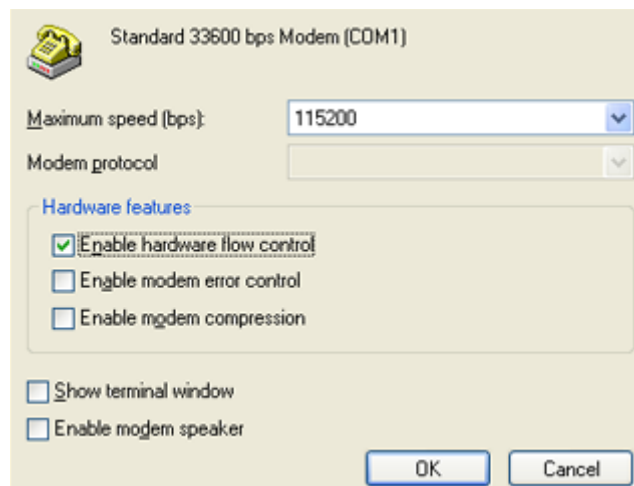 Standard 33600 bps Modem (COM1)
Maximum speed (bps): 115200
Modem protocol
Hardware features
Enable hardware flow control
Enable modem error control
Enable modem compression
Show terminal window
Enable modem speaker
OK Cancel